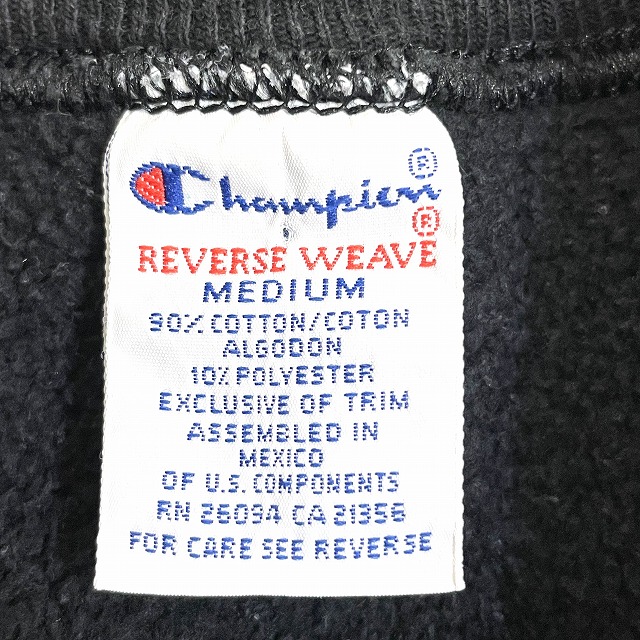 Champion®
REVERSE WEAVE®
MEDIUM
90% COTTON/COTON
ALGODON
10% POLYESTER
EXCLUSIVE OF TRIM
ASSEMBLED IN
MEXICO
OF U.S. COMPONENTS
RN 26094 CA 21356
FOR CARE SEE REVERSE